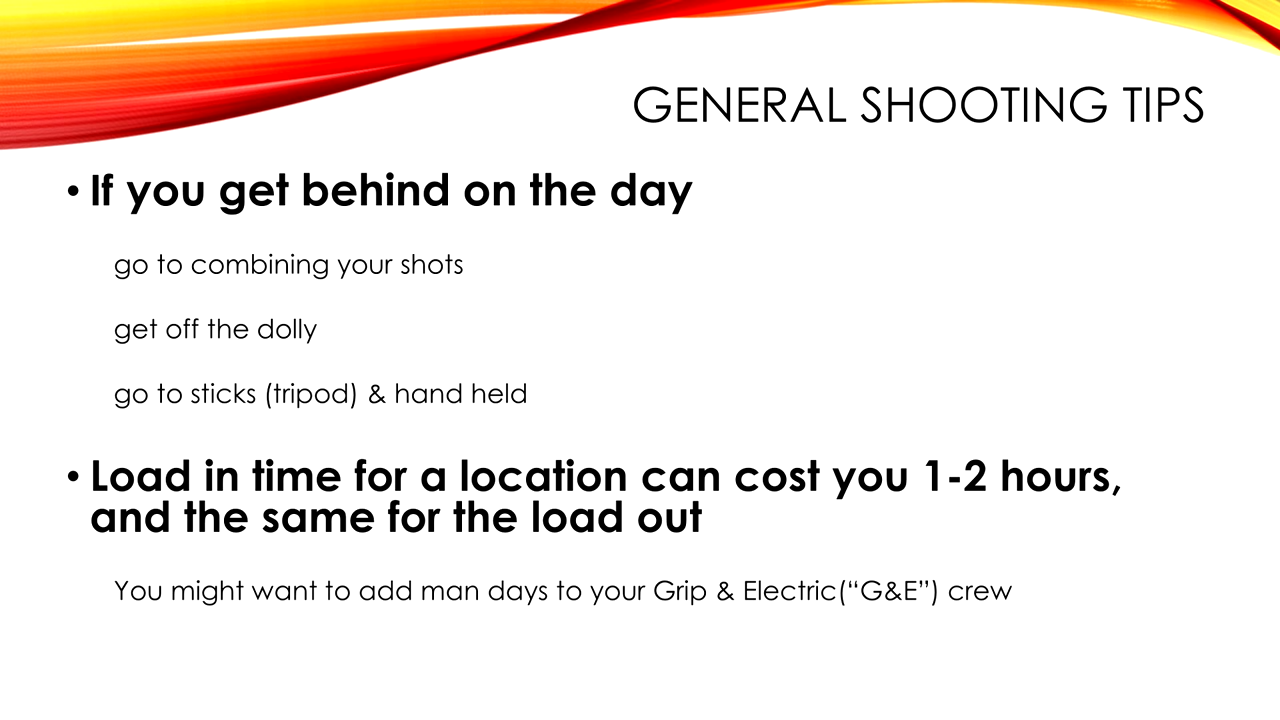 GENERAL SHOOTING TIPS
• If you get behind on the day
go to combining your shots
get off the dolly
go to sticks (tripod) & hand held
• Load in time for a location can cost you 1-2 hours,
and the same for the load out
You might want to add man days to your Grip & Electric(“G&E”) crew